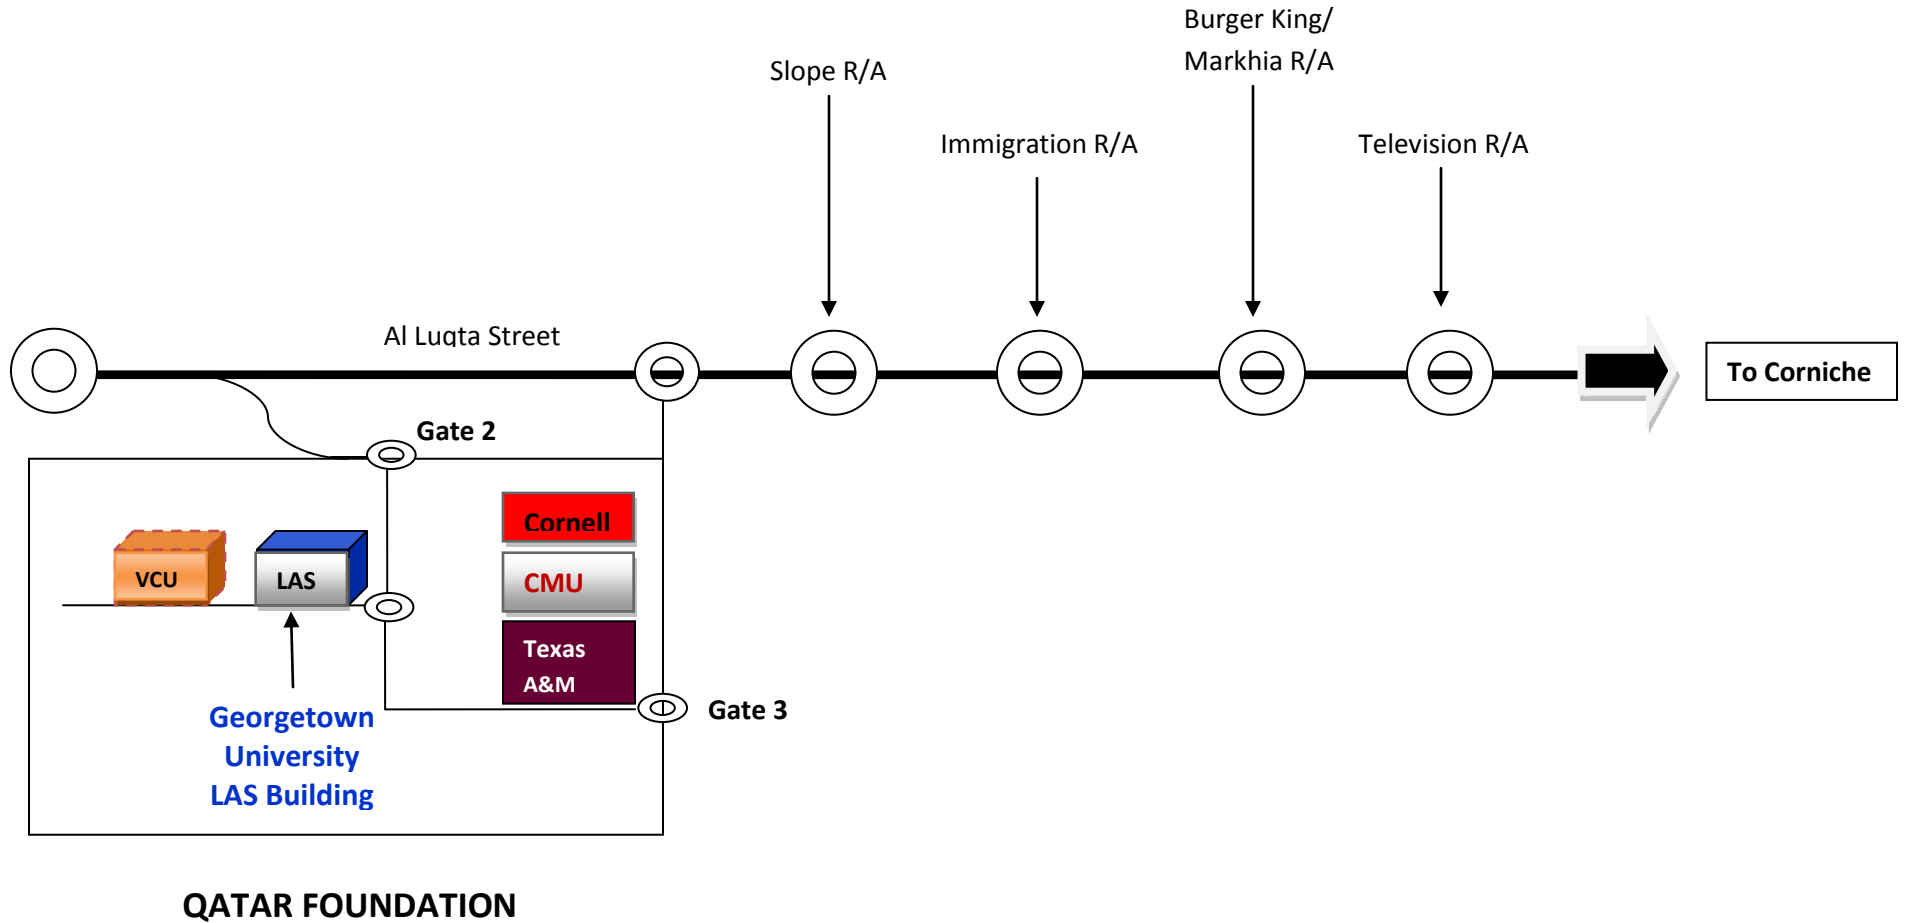 Burger King/
Markhia R/A
Slope R/A
Immigration R/A
Television R/A
Al Luqta Street
To Corniche
Gate 2
Cornell
VCU
LAS
CMU
Texas
A&M
Georgetown
University
LAS Building
Gate 3
QATAR FOUNDATION